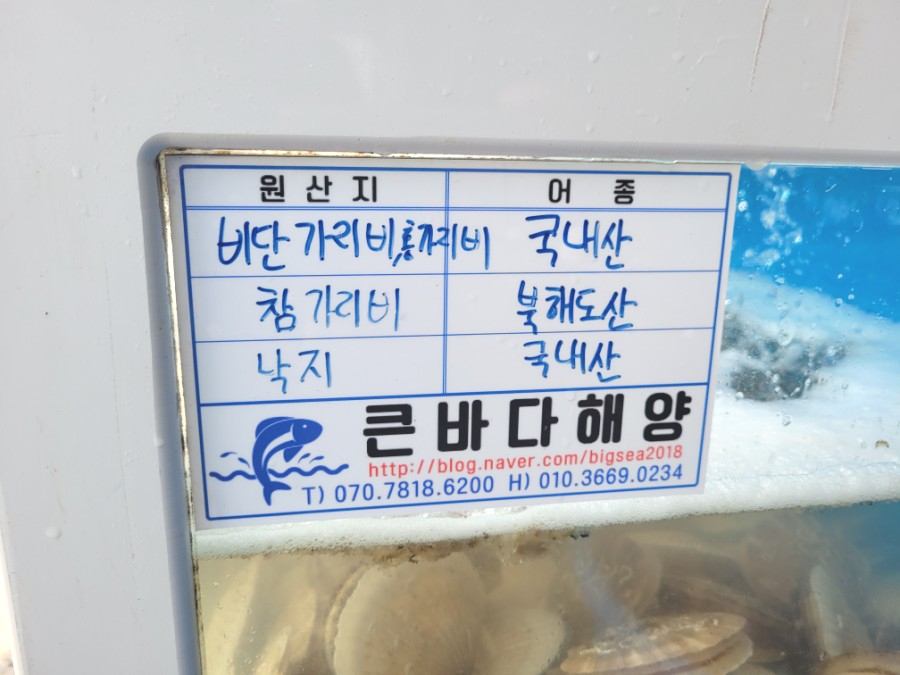 원산지 어종
비단가리비,홍가리비 국내산
참가리비 북해도산
낙지 국내산
큰바다해양
http://blog.naver.com/bigsea2018
T) 070.7818.6200 H) 010.3669.0234